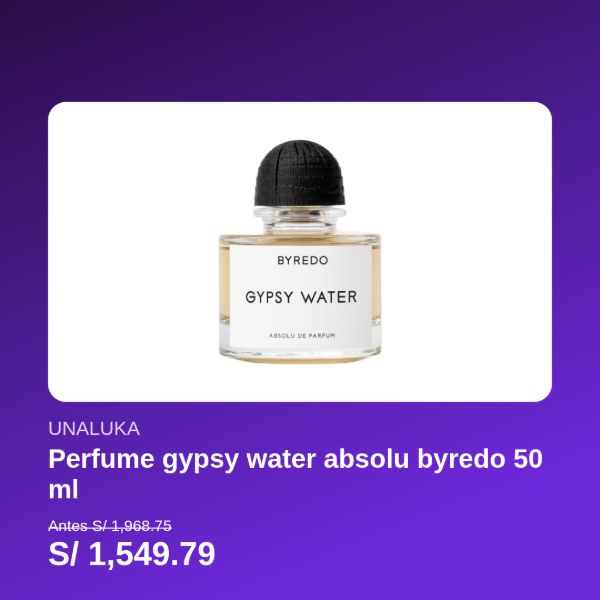 BYREDO
GYPSY WATER
ABSOLU DE PARFUM
UNALUKA
Perfume gypsy water absolu byredo 50
ml
Antes S/ 1,968.75
S/ 1,549.79